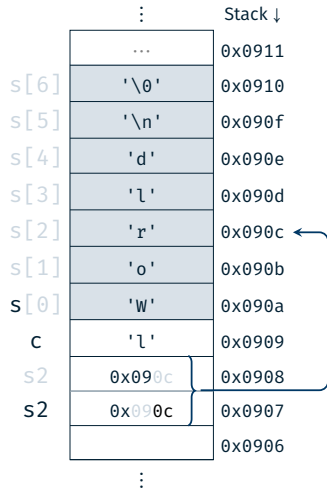 ⋮ Stack ↓
... 0x0911
s[6] '\0' 0x0910
s[5] '\n' 0x090f
s[4] 'd' 0x090e
s[3] 'l' 0x090d
s[2] 'r' 0x090c
s[1] 'o' 0x090b
s[0] 'W' 0x090a
c 'l' 0x0909
s2 0x090c 0x0908
s2 0x090c 0x0907
0x0906
⋮